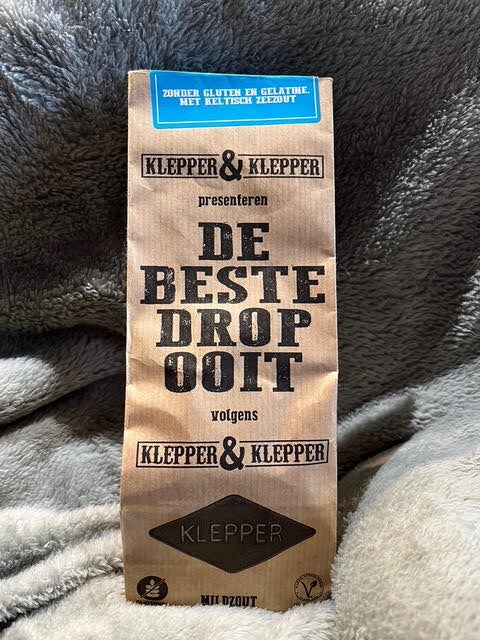 ZONDER GLUTEN EN GELATINE.
MET KELTISCH ZEEZOUT
KLEPPER & KLEPPER
presenteren
DE
BESTE
DROP
OOIT
volgens
KLEPPER & KLEPPER
KLEPPER
MILDZOUT